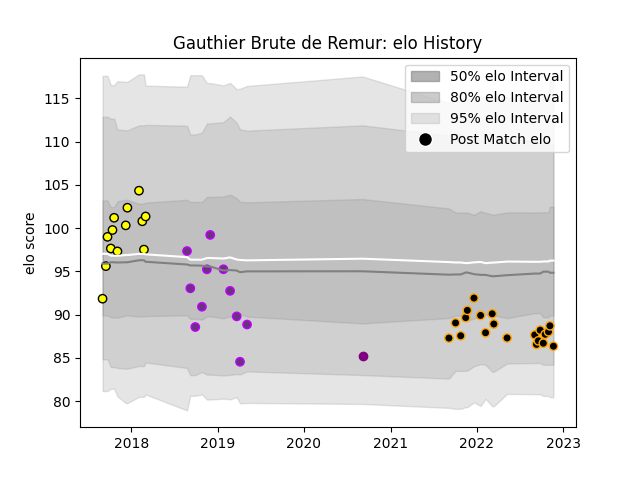 Gauthier Brute de Remur: elo History
50% elo Interval
80% elo Interval
95% elo Interval
Post Match elo
elo score
115
110
105
100
95
90
85
80
2018
2019
2020
2021
2022
2023